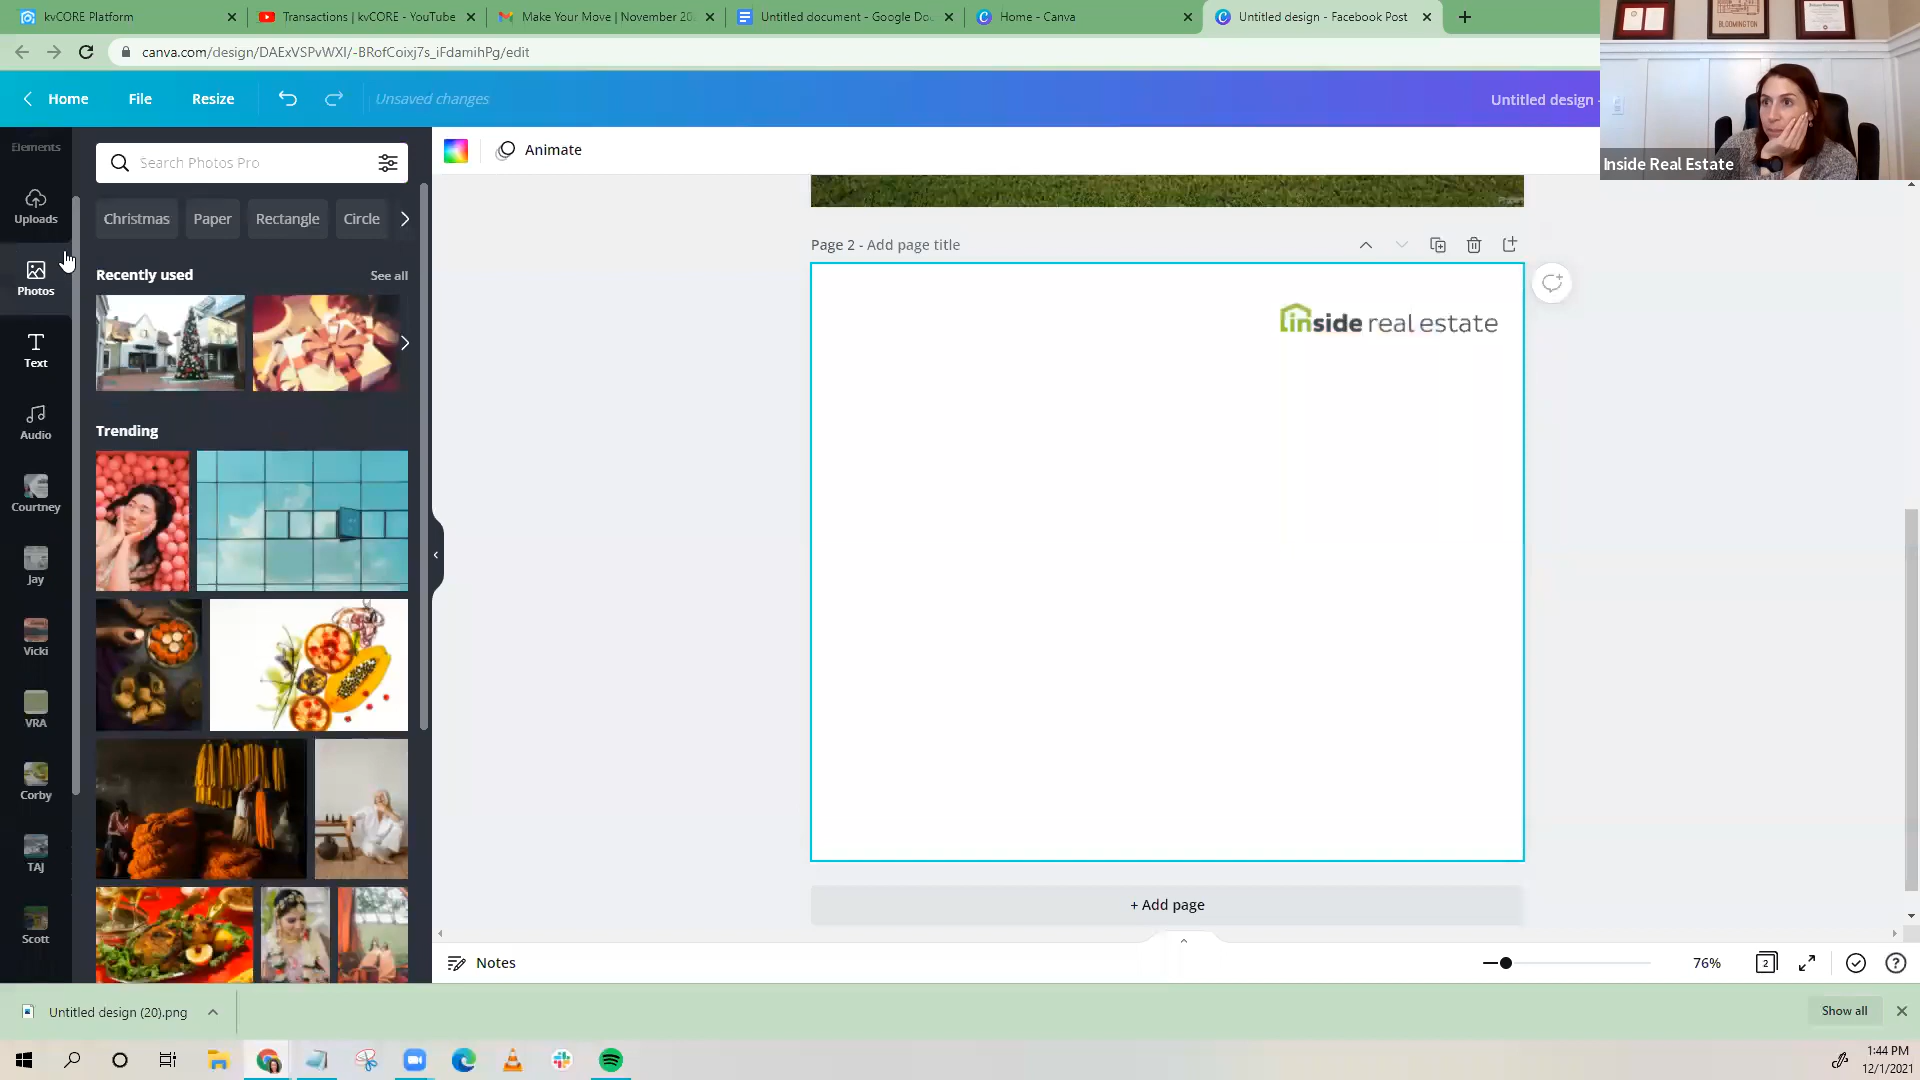 kvCORE Platform
Transactions | kvCORE - YouTube
Make Your Move | November 20
Untitled document - Google Do
Home - Canva
Untitled design - Facebook Post
canva.com/design/DAExVSPvWXI/-BRofCoixj7s_iFdamihPg/edit
Home
File
Resize
Unsaved changes
Untitled design -
BLOOMINGTON
Inside Real Estate
Elements
Uploads
Photos
Text
Audio
Courtney
Jay
Vicki
VRA
Corby
TAJ
Scott
Search Photos Pro
Christmas
Paper
Rectangle
Circle
Recently used
See all
Trending
Animate
Page 2 - Add page title
inside real estate
+ Add page
Notes
76%
2
Untitled design (20).png
Show all
1:44 PM
12/1/2021